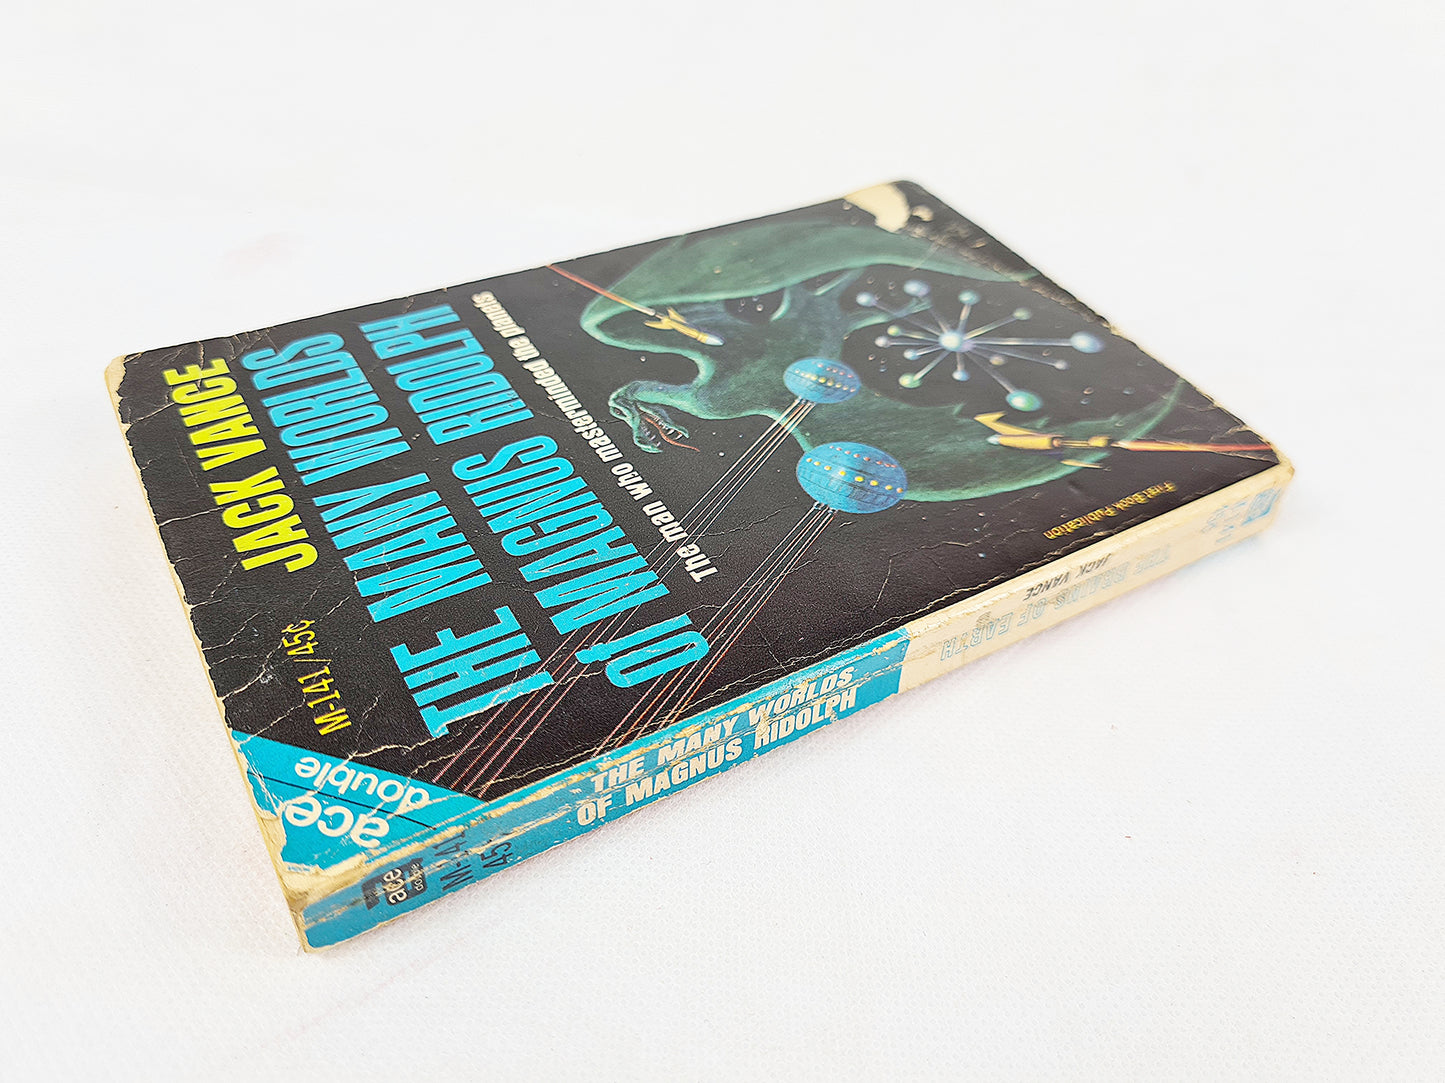 ace
double
M-141/45¢
JACK VANCE
THE MANY WORLDS
OF MAGNUS RIDOLPH
The man who masterminded the planets
First Book Publication
ace
double
M-141
45¢
THE MANY WORLDS
OF MAGNUS RIDOLPH
JACK VANCE
THE BRAINS OF EARTH